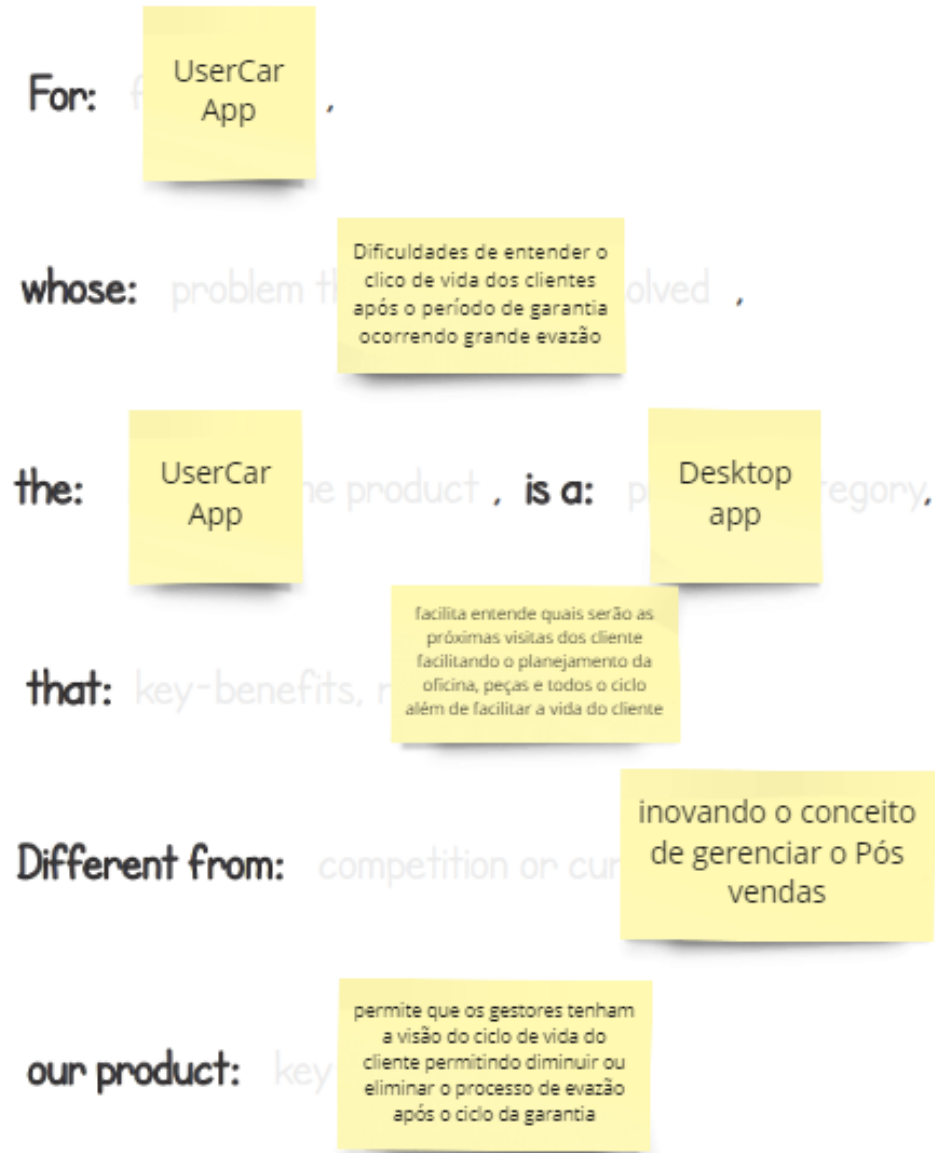 UserCar
App
For: f ,
Dificuldades de entender o
clico de vida dos clientes
após o período de garantia
ocorrendo grande evazão
whose: problem th olved ,
UserCar
App
the: he product , is a: p egory,
Desktop
app
facilita entende quais serão as
próximas visitas dos cliente
facilitando o planejamento da
oficina, peças e todos o ciclo
além de facilitar a vida do cliente
that: key-benefits, r
Different from: competition or cur
inovando o conceito
de gerenciar o Pós
vendas
our product: key
permite que os gestores tenham
a visão do ciclo de vida do
cliente permitindo diminuir ou
eliminar o processo de evazão
após o ciclo da garantia